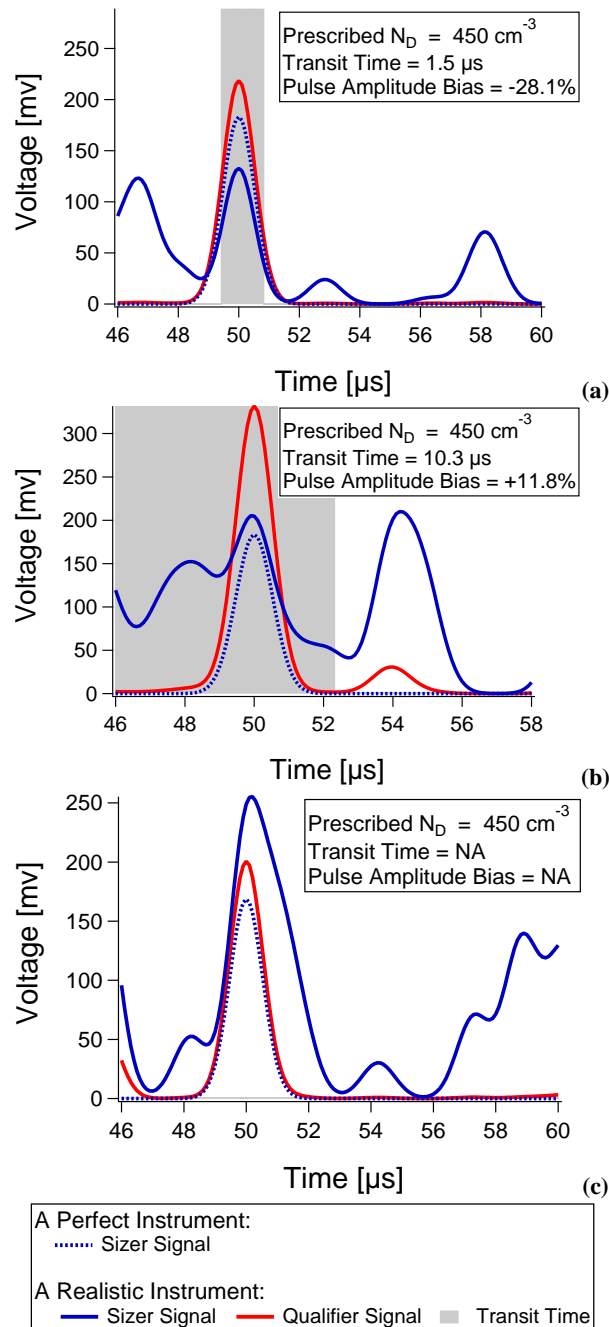 Prescribed N_D = 450 cm^-3
Transit Time = 1.5 µs
Pulse Amplitude Bias = -28.1%
Voltage [mv]
250
200
150
100
50
0
46 48 50 52 54 56 58 60
Time [µs]
(a)
Prescribed N_D = 450 cm^-3
Transit Time = 10.3 µs
Pulse Amplitude Bias = +11.8%
Voltage [mv]
300
250
200
150
100
50
0
46 48 50 52 54 56 58
Time [µs]
(b)
Prescribed N_D = 450 cm^-3
Transit Time = NA
Pulse Amplitude Bias = NA
Voltage [mv]
250
200
150
100
50
0
46 48 50 52 54 56 58 60
Time [µs]
(c)
A Perfect Instrument:
Sizer Signal
A Realistic Instrument:
Sizer Signal Qualifier Signal Transit Time